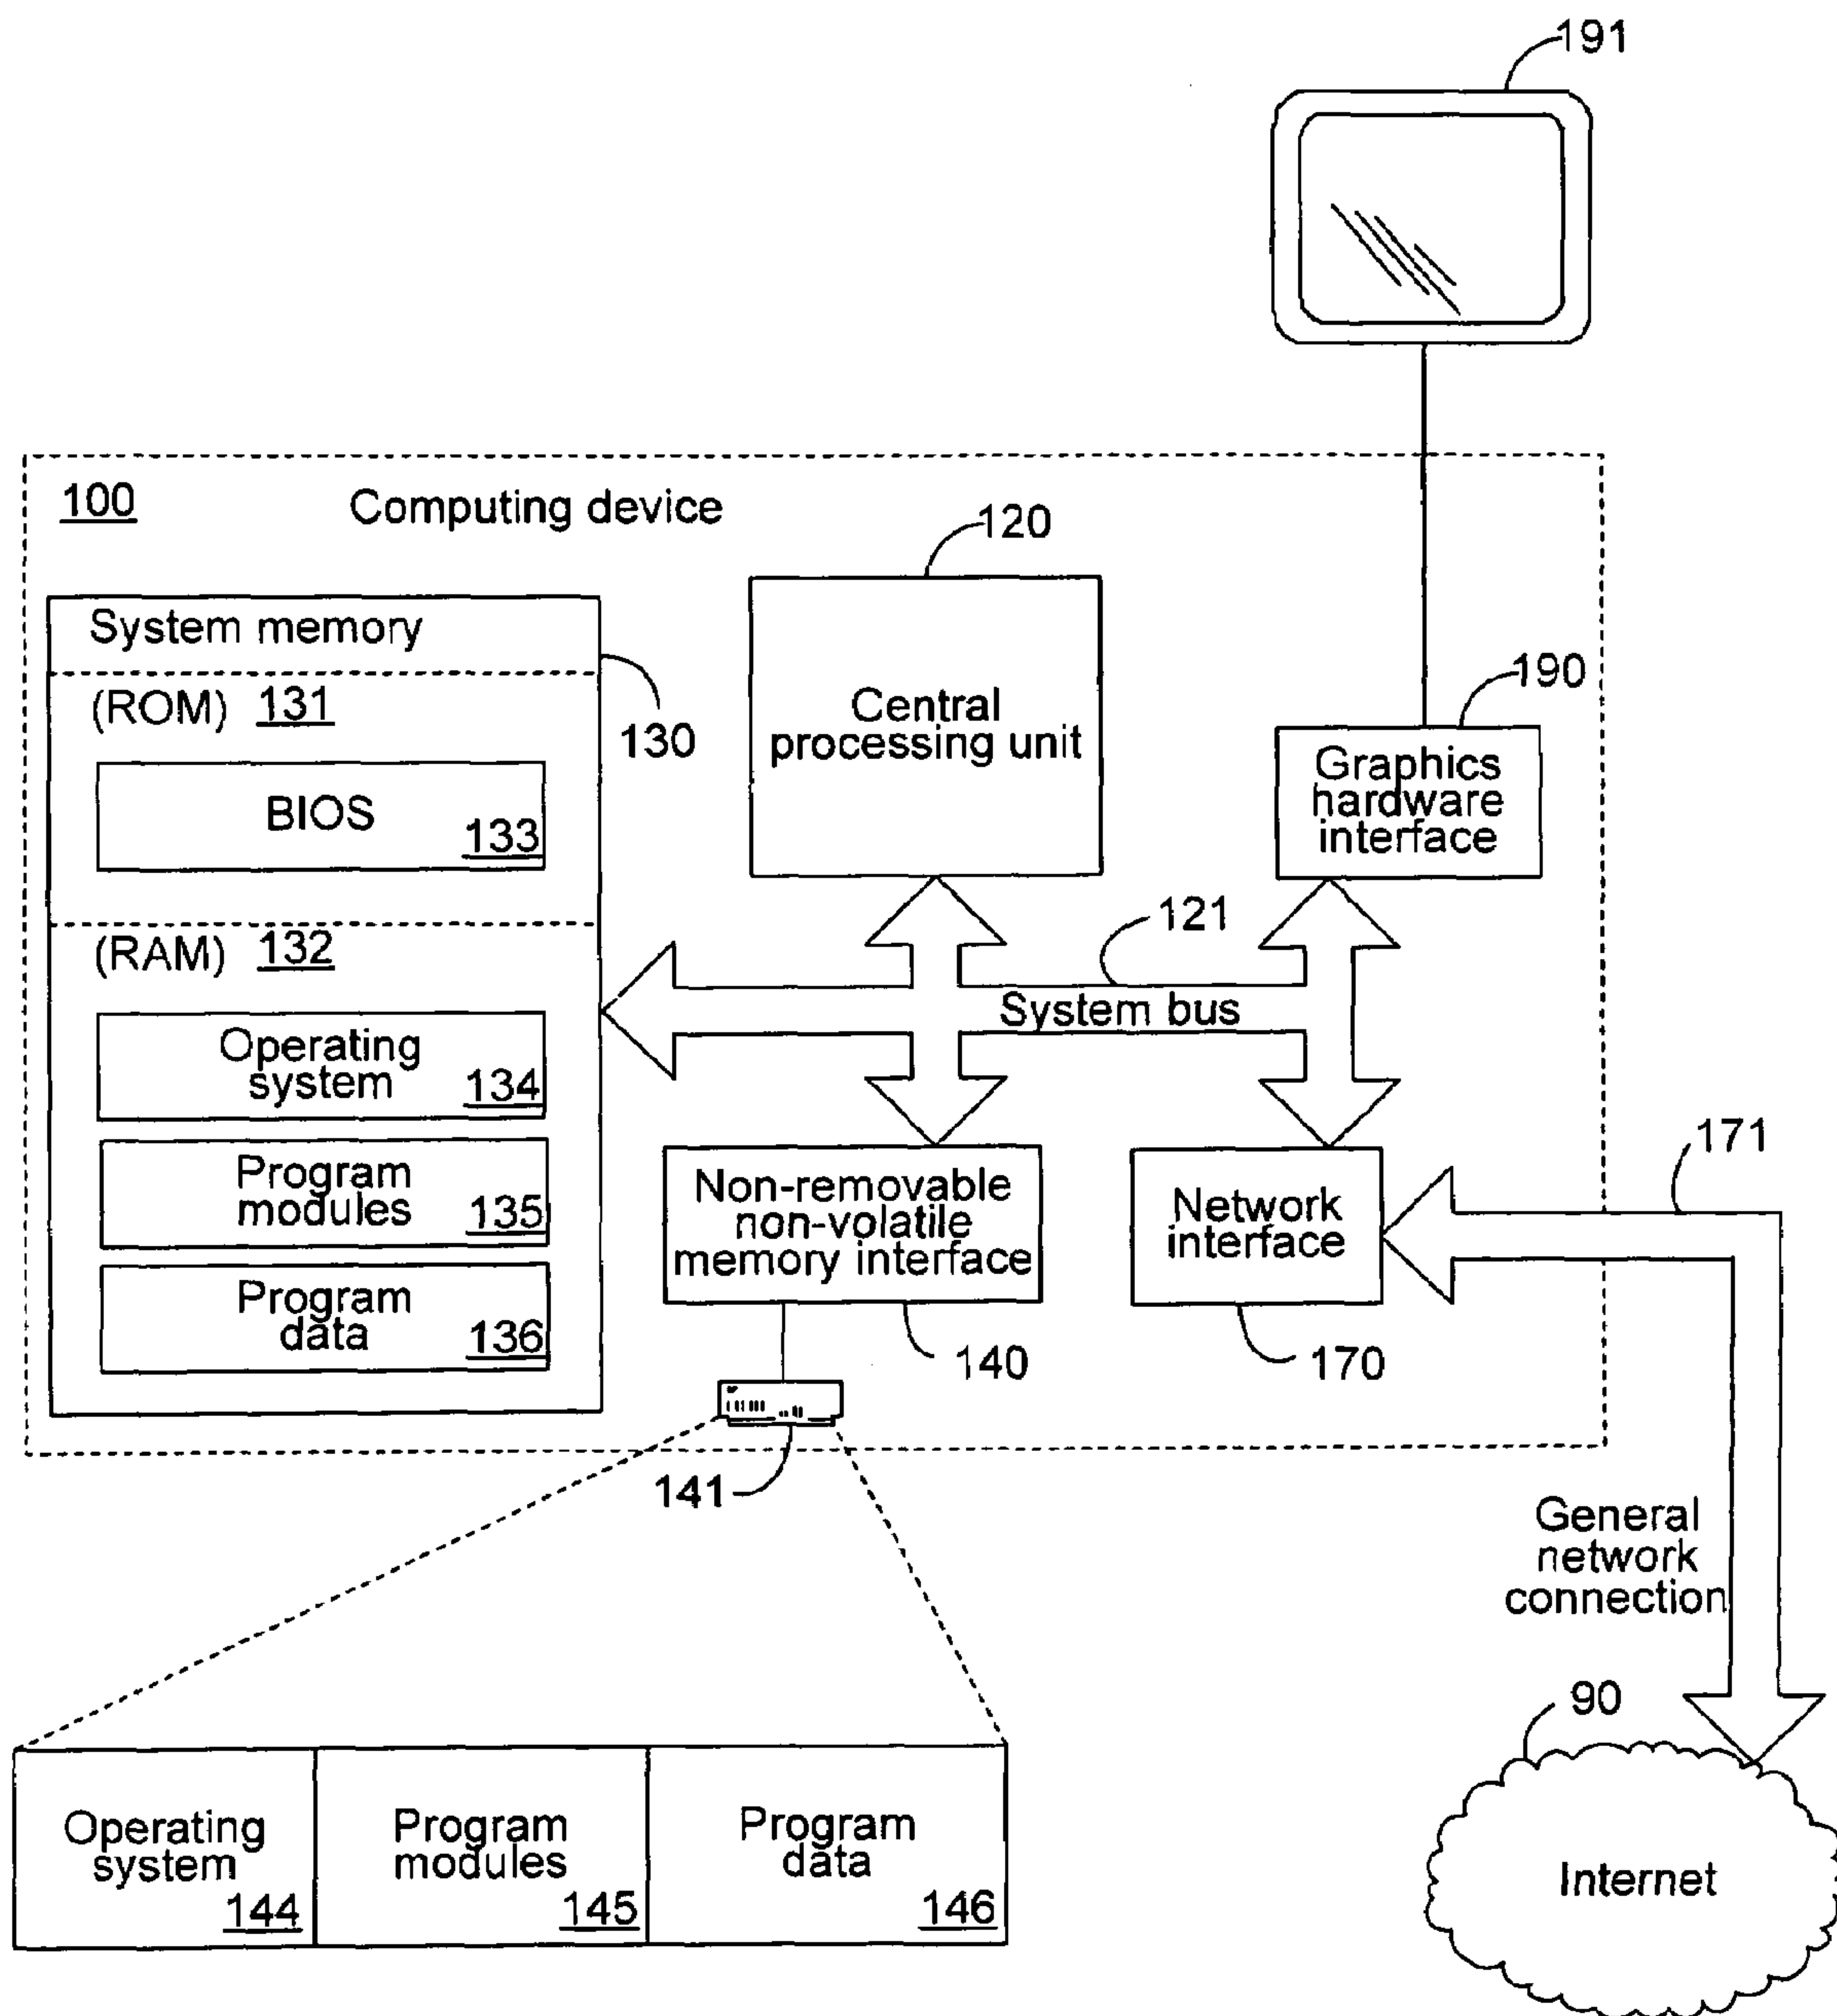 191
100
Computing device
120
System memory
(ROM) 131
130
BIOS
133
Central
processing unit
190
Graphics
hardware
interface
(RAM) 132
121
System bus
Operating
system
134
Program
modules
135
Program
data
136
Non-removable
non-volatile
memory interface
140
Network
interface
170
171
141
General
network
connection
90
Operating
system
144
Program
modules
145
Program
data
146
Internet